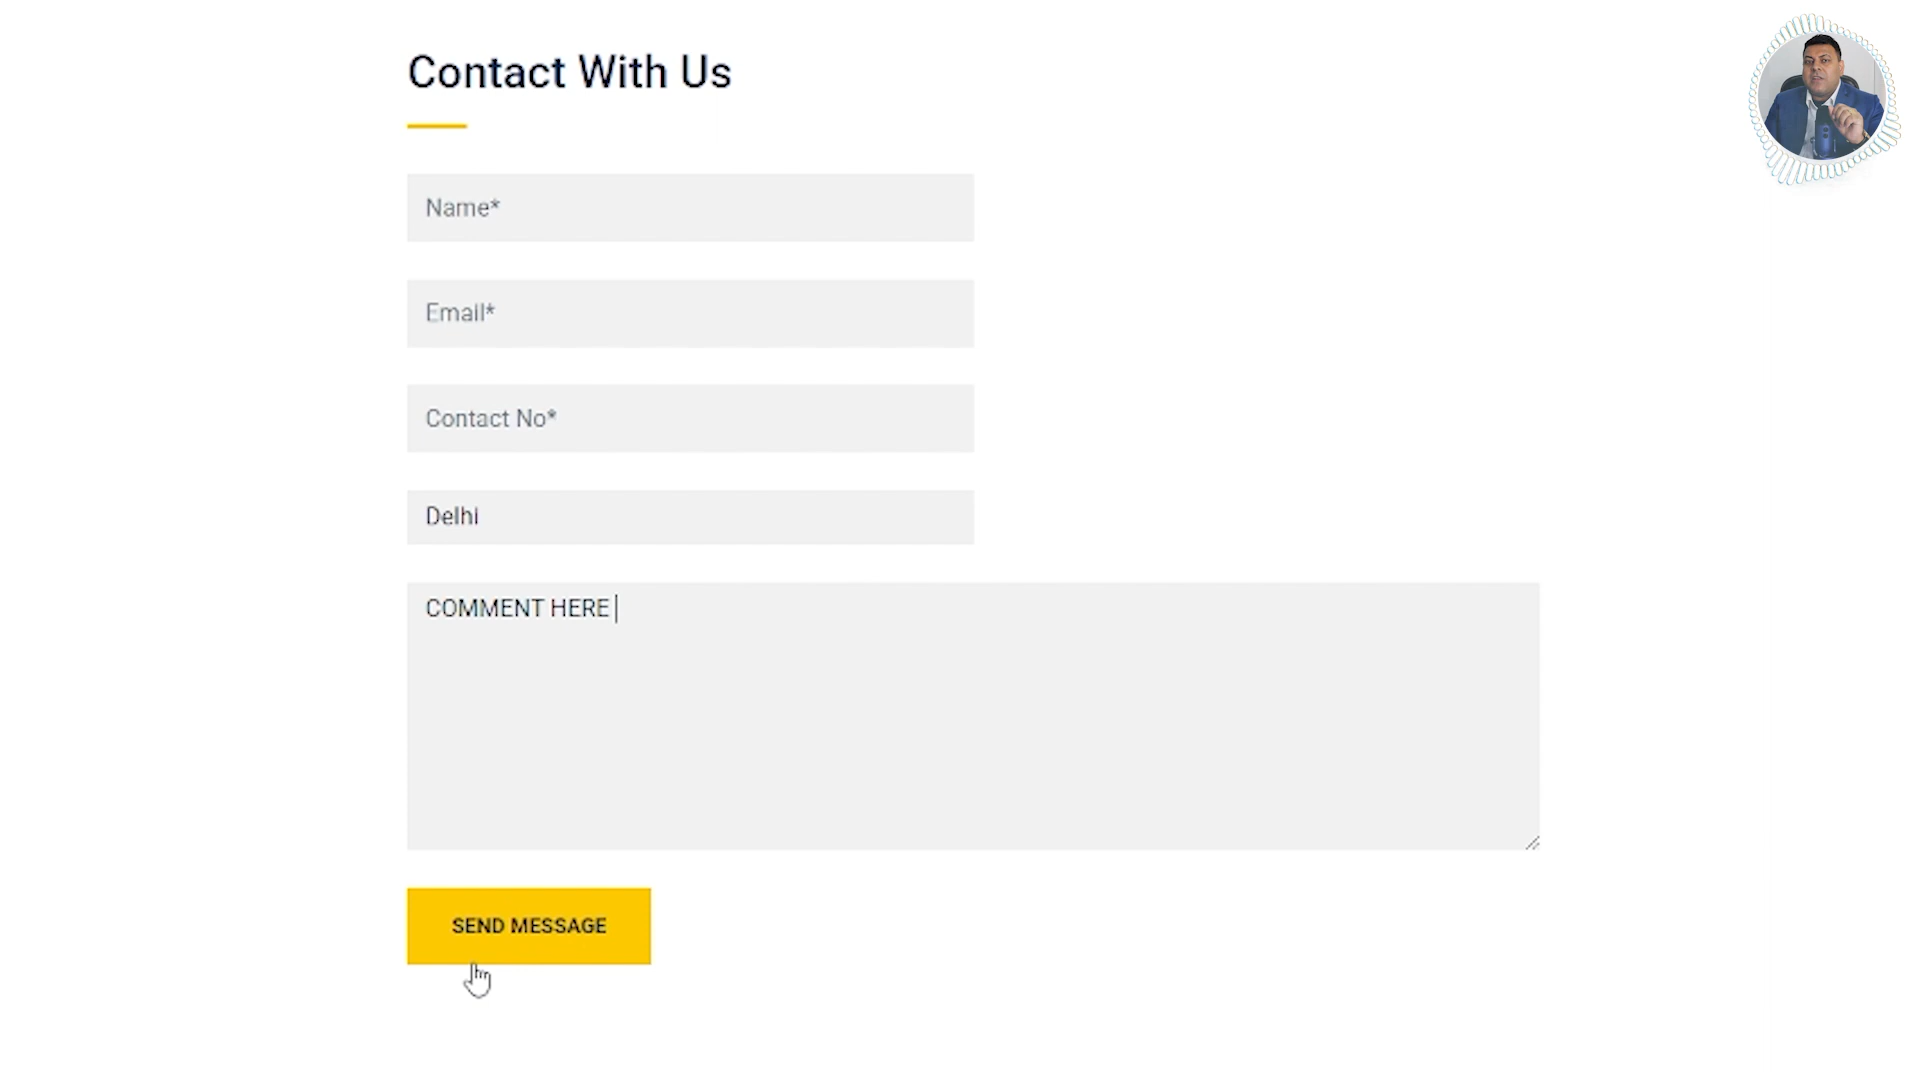 Contact With Us
Name*
Email*
Contact No*
Delhi
COMMENT HERE
SEND MESSAGE